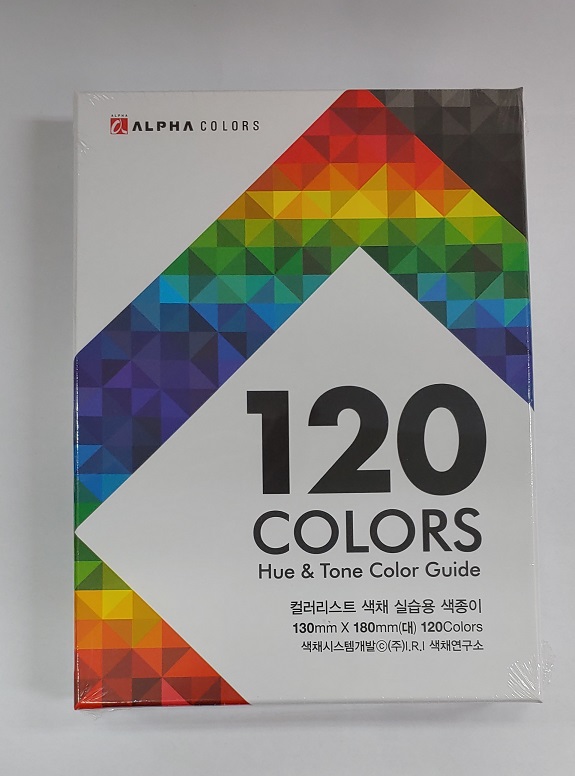 ALPHA
ALPHA COLORS
120
COLORS
Hue & Tone Color Guide
컬러리스트 색채 실습용 색종이
130mm X 180mm(대) 120Colors
색채시스템개발ⓒ(주)I.R.I 색채연구소